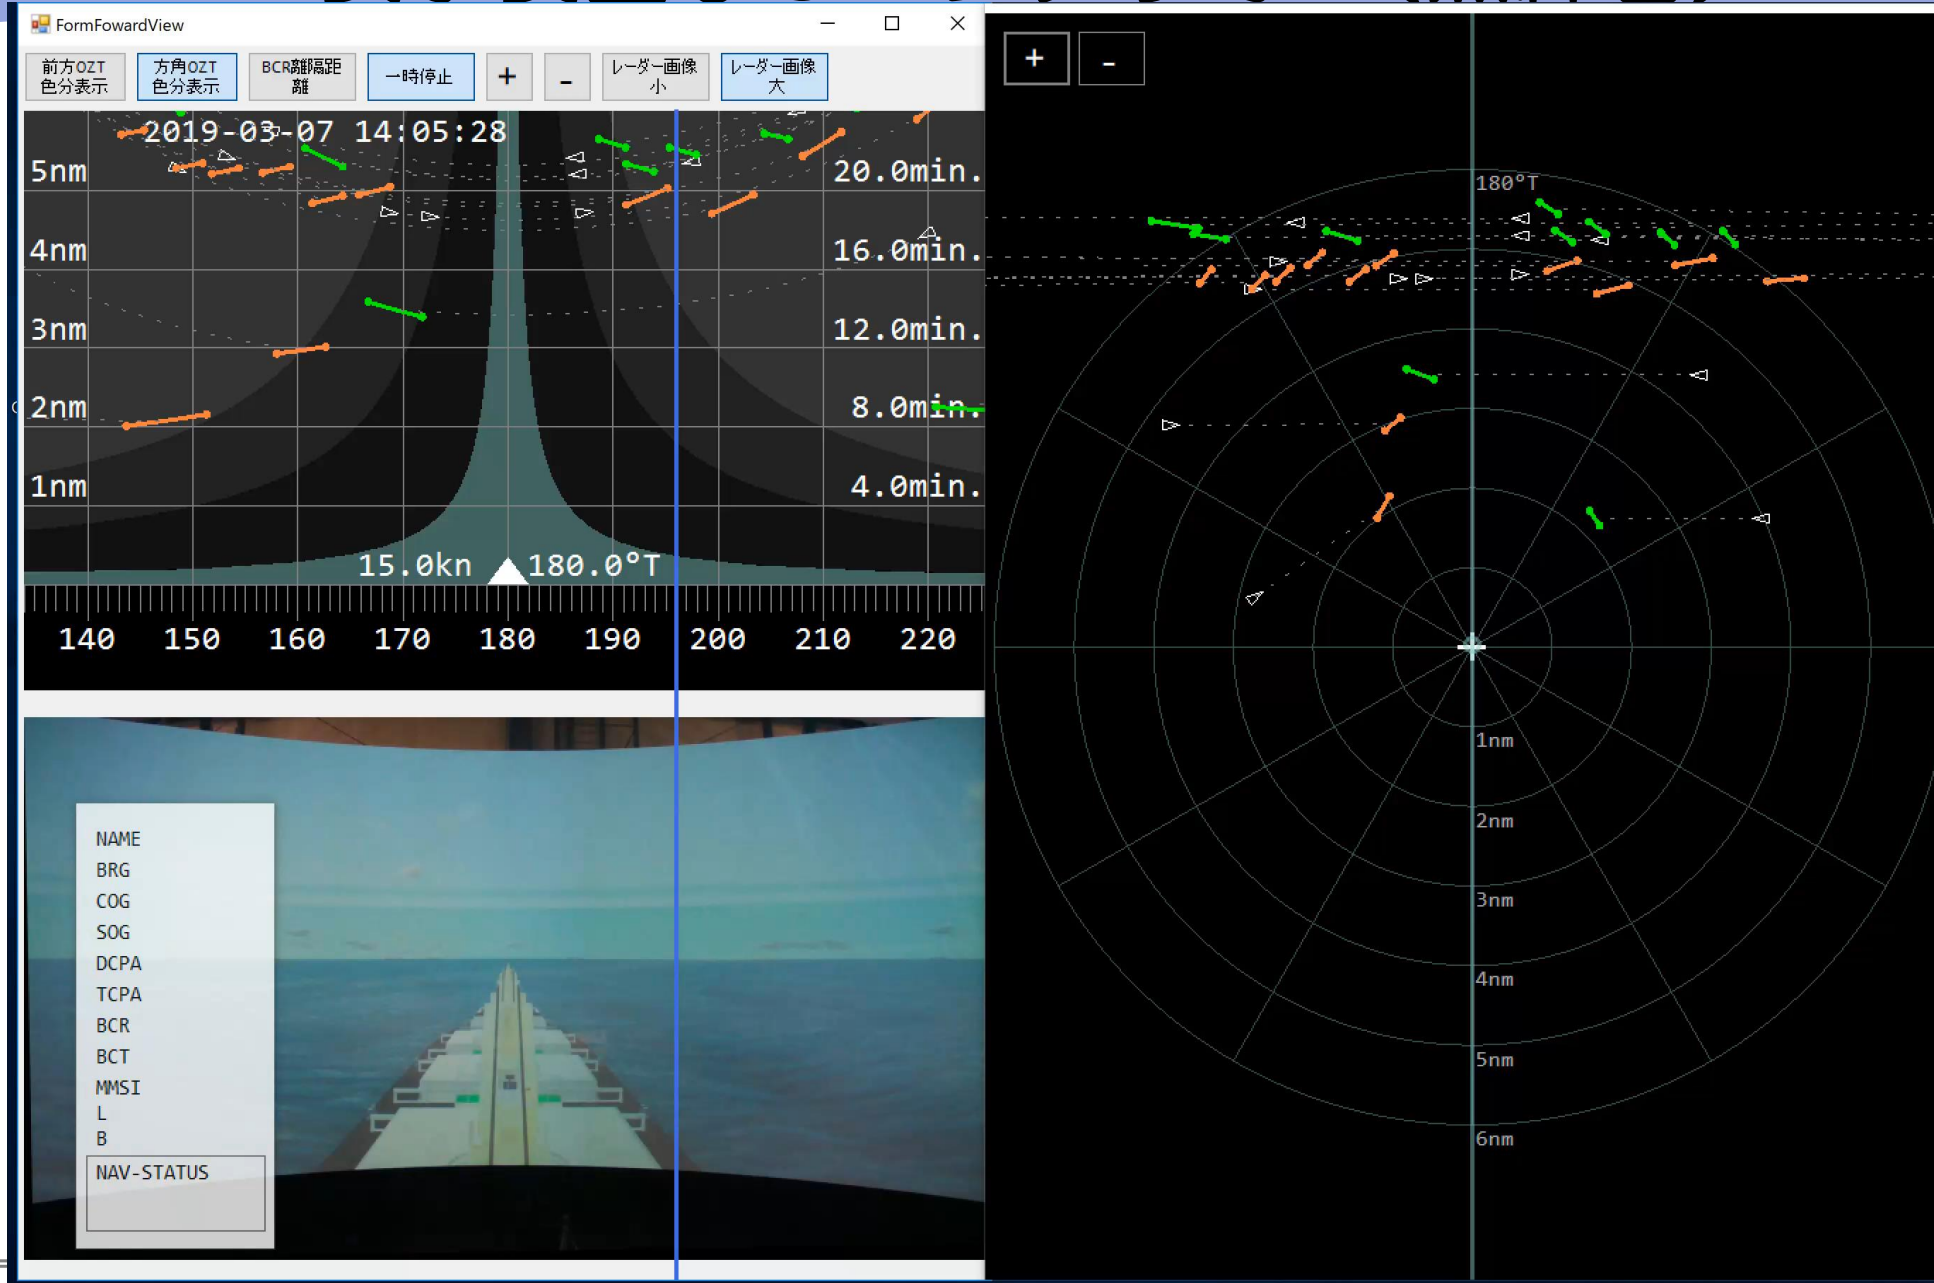 FormFowardView
前方OZT
色分表示
方角OZT
色分表示
BCR離隔距
離
一時停止
+
-
レーダー画像
小
レーダー画像
大
2019-03-07 14:05:28
5nm
20.0min.
4nm
16.0min.
3nm
12.0min.
2nm
8.0min.
1nm
4.0min.
15.0kn
180.0°T
140 150 160 170 180 190 200 210 220
NAME
BRG
COG
SOG
DCPA
TCPA
BCR
BCT
MMSI
L
B
NAV-STATUS
+
-
180°T
1nm
2nm
3nm
4nm
5nm
6nm